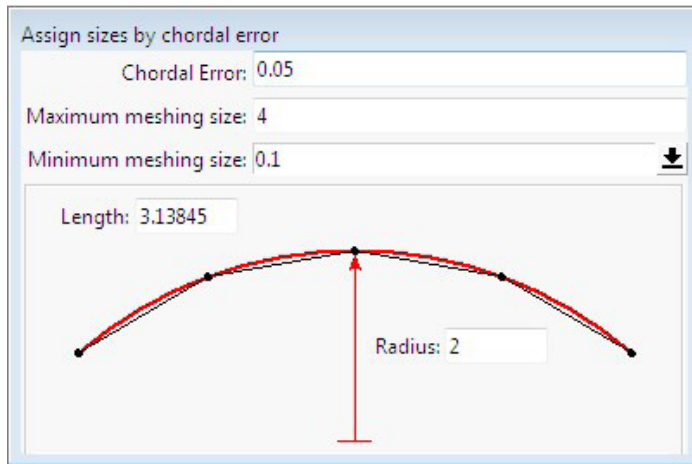 Assign sizes by chordal error
Chordal Error: 0.05
Maximum meshing size: 4
Minimum meshing size: 0.1
Length: 3.13845
Radius: 2